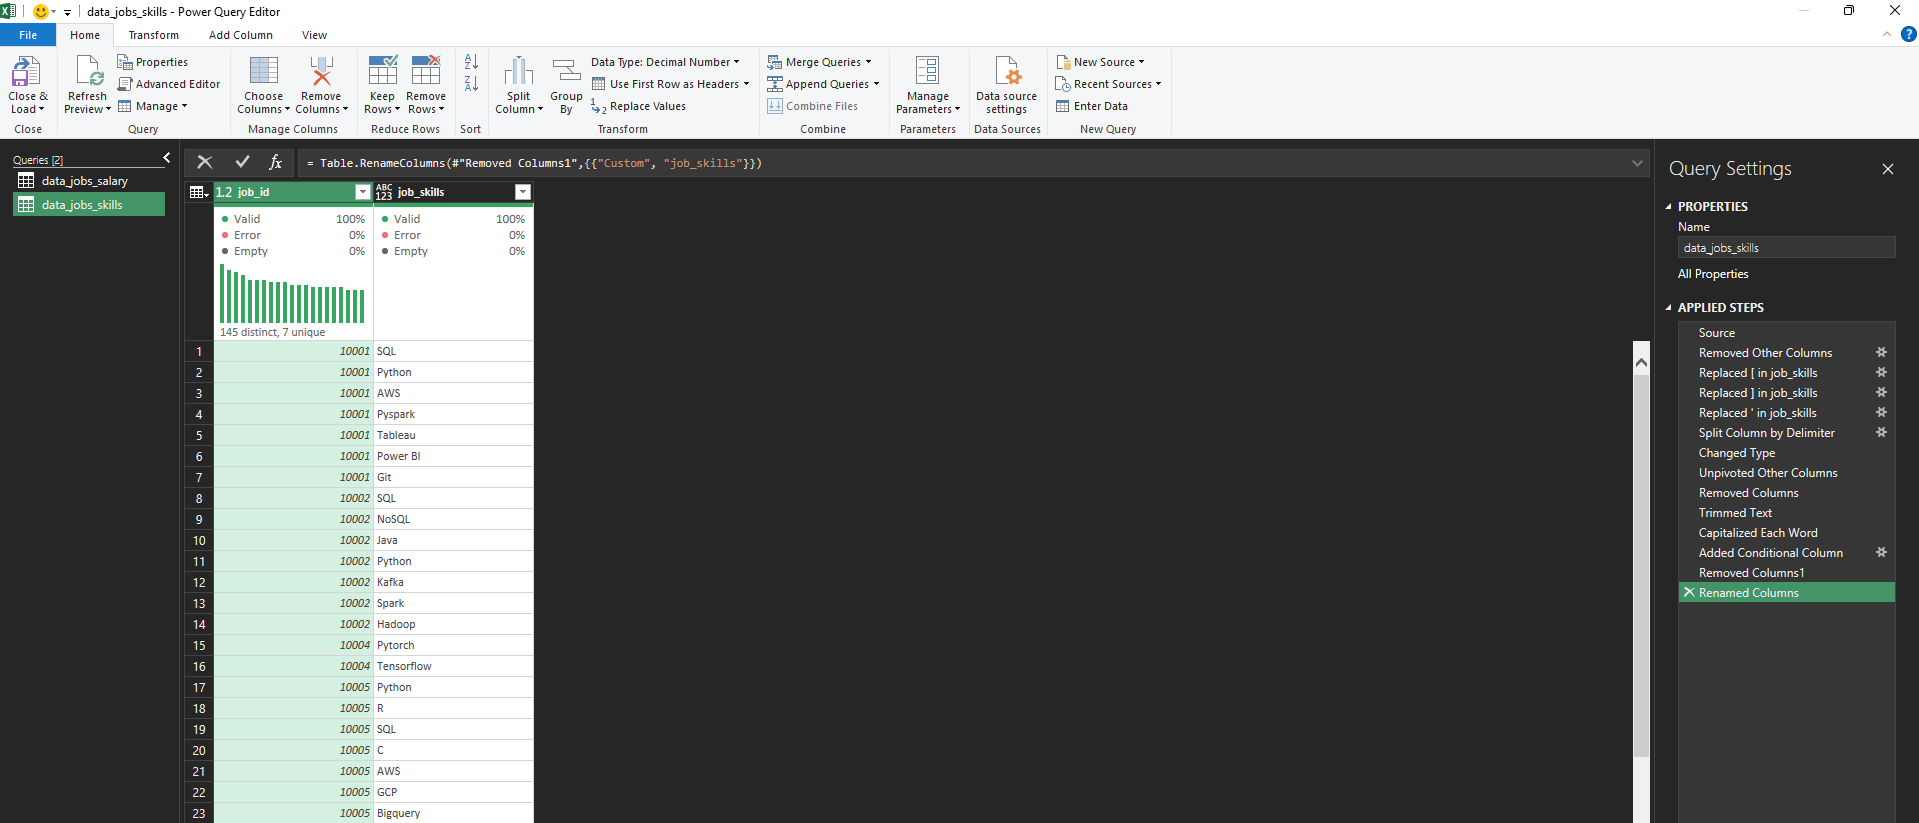 data_jobs_skills - Power Query Editor
File Home Transform Add Column View
Close & Load
Close
Refresh Preview
Properties
Advanced Editor
Manage
Query
Choose Columns
Remove Columns
Manage Columns
Keep Rows
Remove Rows
Reduce Rows
Sort
Split Column
Group By
Data Type: Decimal Number
Use First Row as Headers
Replace Values
Transform
Merge Queries
Append Queries
Combine Files
Combine
Manage Parameters
Parameters
Data source settings
Data Sources
New Source
Recent Sources
Enter Data
New Query
Queries [2]
data_jobs_salary
data_jobs_skills
fx = Table.RenameColumns(#"Removed Columns1",{{"Custom", "job_skills"}})
1.2 job_id ABC 123 job_skills
Valid 100% Valid 100%
Error 0% Error 0%
Empty 0% Empty 0%
145 distinct, 7 unique
1 10001 SQL
2 10001 Python
3 10001 AWS
4 10001 Pyspark
5 10001 Tableau
6 10001 Power BI
7 10001 Git
8 10002 SQL
9 10002 NoSQL
10 10002 Java
11 10002 Python
12 10002 Kafka
13 10002 Spark
14 10002 Hadoop
15 10004 Pytorch
16 10004 Tensorflow
17 10005 Python
18 10005 R
19 10005 SQL
20 10005 C
21 10005 AWS
22 10005 GCP
23 10005 Bigquery
Query Settings
PROPERTIES
Name
data_jobs_skills
All Properties
APPLIED STEPS
Source
Removed Other Columns
Replaced [ in job_skills
Replaced ] in job_skills
Replaced ' in job_skills
Split Column by Delimiter
Changed Type
Unpivoted Other Columns
Removed Columns
Trimmed Text
Capitalized Each Word
Added Conditional Column
Removed Columns1
Renamed Columns